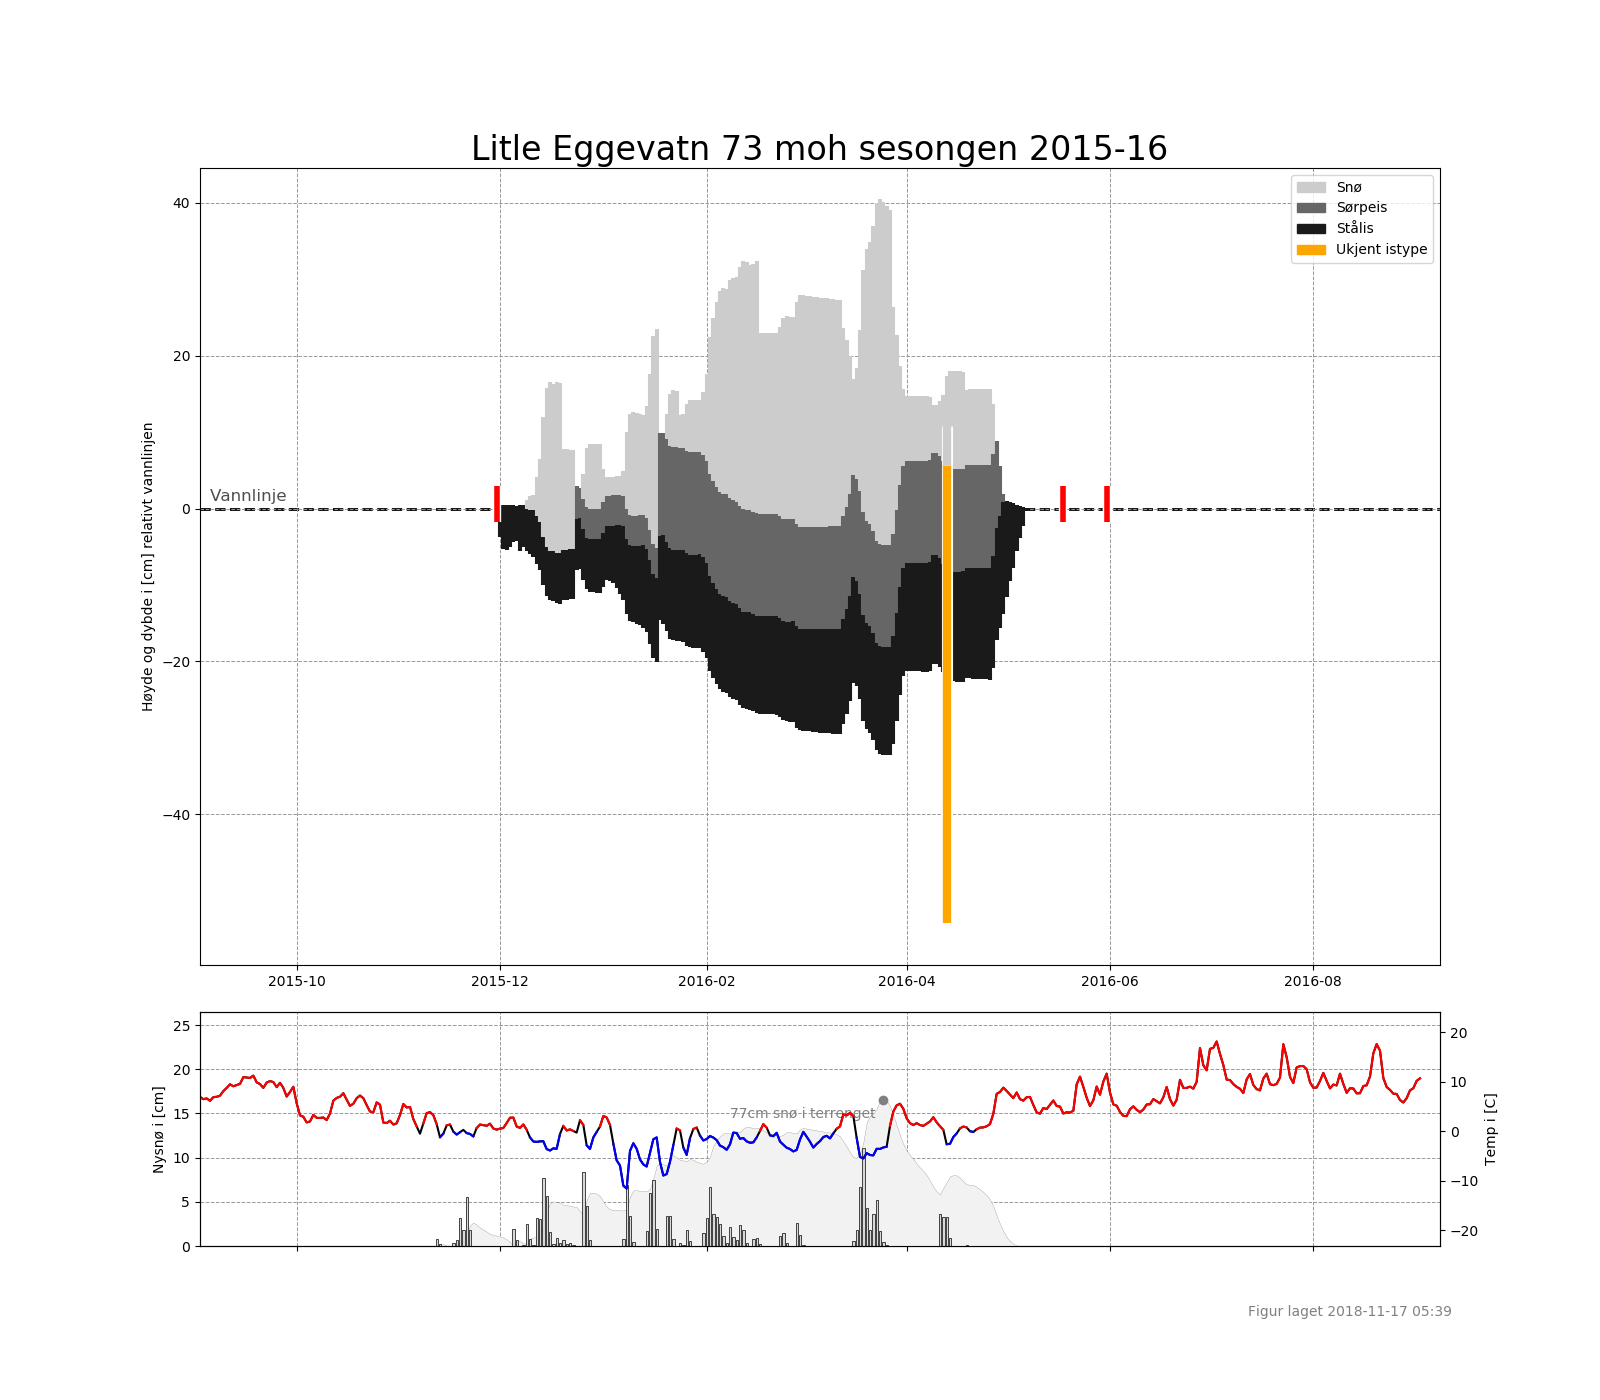 Litle Eggevatn 73 moh sesongen 2015-16
Snø
Sørpeis
Stålis
Ukjent istype
Høyde og dybde i [cm] relativt vannlinjen
40
20
0
−20
−40
Vannlinje
2015-10 2015-12 2016-02 2016-04 2016-06 2016-08
Nysnø i [cm]
25
20
15
10
5
0
77cm snø i terrenget
20
10
0
−10
−20
Temp i [C]
Figur laget 2018-11-17 05:39